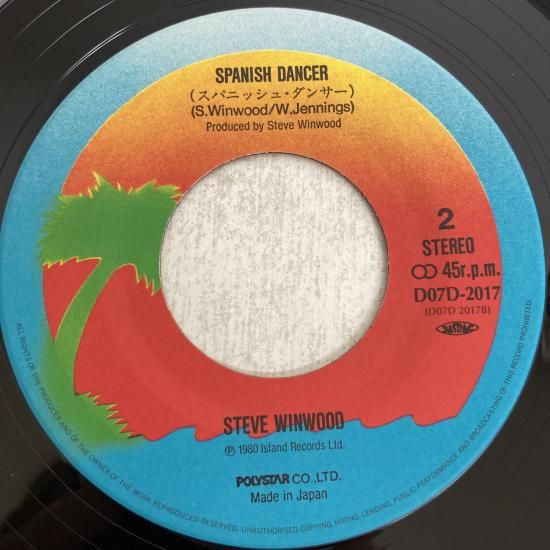 SPANISH DANCER
(スパニッシュ・ダンサー)
(S.Winwood/W.Jennings)
Produced by Steve Winwood
2
STEREO
45r.p.m.
D07D-2017
(D07D 2017B)
JASRAC
STEVE WINWOOD
Ⓟ 1980 Island Records Ltd.
POLYSTAR CO.,LTD.
Made in Japan
ALL RIGHTS OF THE PRODUCER AND OF THE OWNER OF THE WORK REPRODUCED RESERVED. UNAUTHORISED COPYING, HIRING, LENDING, PUBLIC PERFORMANCE AND BROADCASTING OF THIS RECORD PROHIBITED.